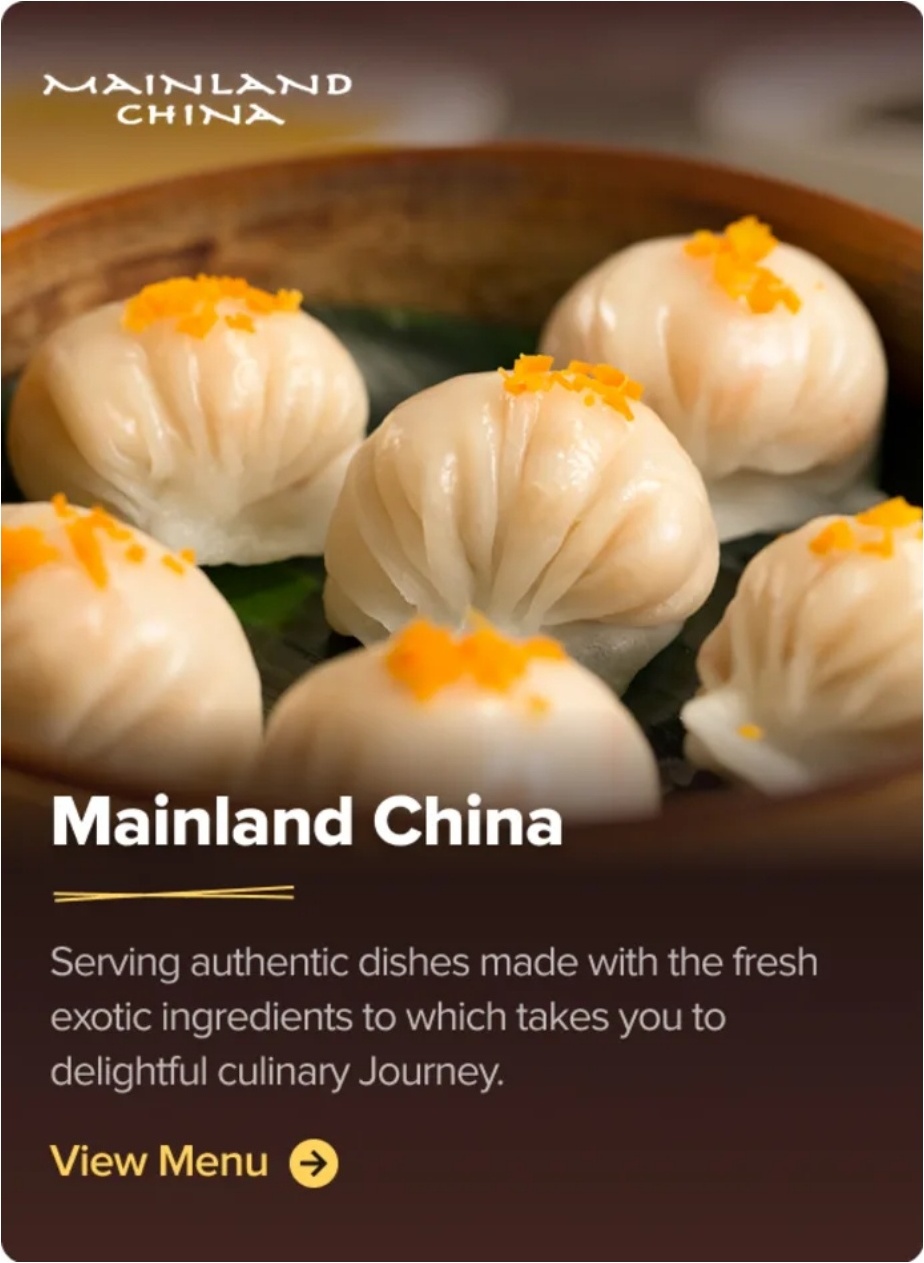 MAINLAND
CHINA
Mainland China
Serving authentic dishes made with the fresh
exotic ingredients to which takes you to
delightful culinary Journey.
View Menu